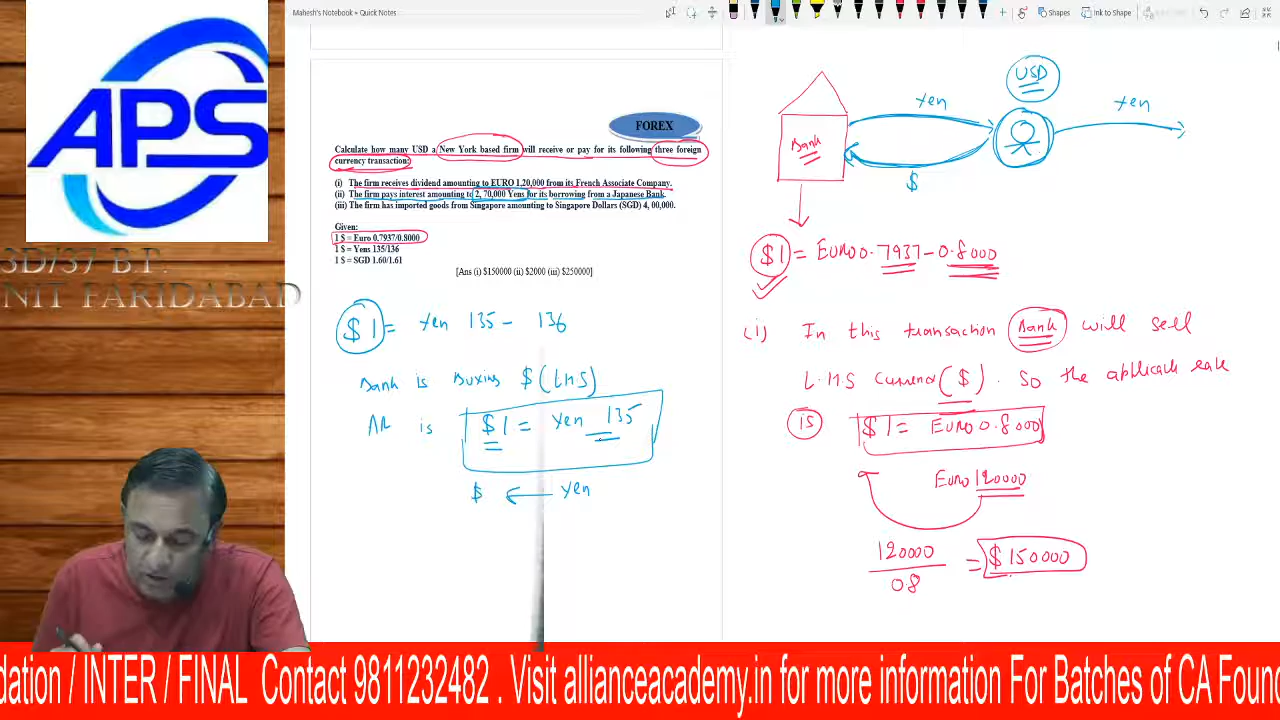 APS
3D/37 B.P.
NIT FARIDABAD
Mahesh's Notebook » Quick Notes
Shapes
Ink to Shape
FOREX
Calculate how many USD a New York based firm will receive or pay for its following three foreign
currency transaction:
(i) The firm receives dividend amounting to EURO 1,20,000 from its French Associate Company.
(ii) The firm pays interest amounting to 2, 70,000 Yens for its borrowing from a Japanese Bank.
(iii) The firm has imported goods from Singapore amounting to Singapore Dollars (SGD) 4, 00,000.
Given:
1 $ = Euro 0.7937/0.8000
1 $ = Yens 135/136
1 $ = SGD 1.60/1.61
[Ans (i) $150000 (ii) $2000 (iii) $250000]
$1 = Yen 135 - 136
Bank is Buying $ (LHS)
AR is $1 = Yen 135
$ ← Yen
Bank
Yen
USD
Yen
$
$1 = EURO 0.7937 - 0.8000
(i) In this transaction Bank will sell
L.H.S currency ($). So the applicable rate
is $1 = EURO 0.8000
EURO 120000
120000
0.8
= $150000
dation / INTER / FINAL Contact 9811232482 . Visit allianceacademy.in for more information For Batches of CA Found